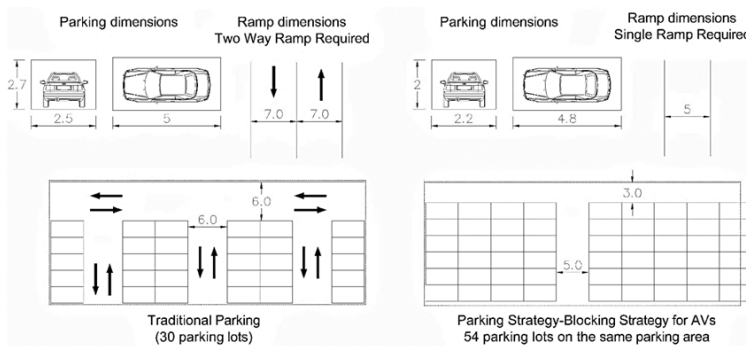 Parking dimensions
Ramp dimensions
Two Way Ramp Required
2.7
2.5
5
7.0
7.0
6.0
6.0
Traditional Parking
(30 parking lots)
Parking dimensions
Ramp dimensions
Single Ramp Required
2
2.2
4.8
5
3.0
5.0
Parking Strategy-Blocking Strategy for AVs
54 parking lots on the same parking area